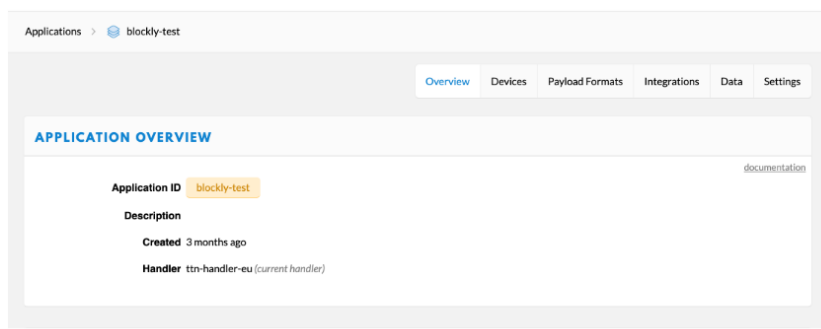 Applications > blockly-test
Overview Devices Payload Formats Integrations Data Settings
APPLICATION OVERVIEW
documentation
Application ID blockly-test
Description
Created 3 months ago
Handler ttn-handler-eu (current handler)